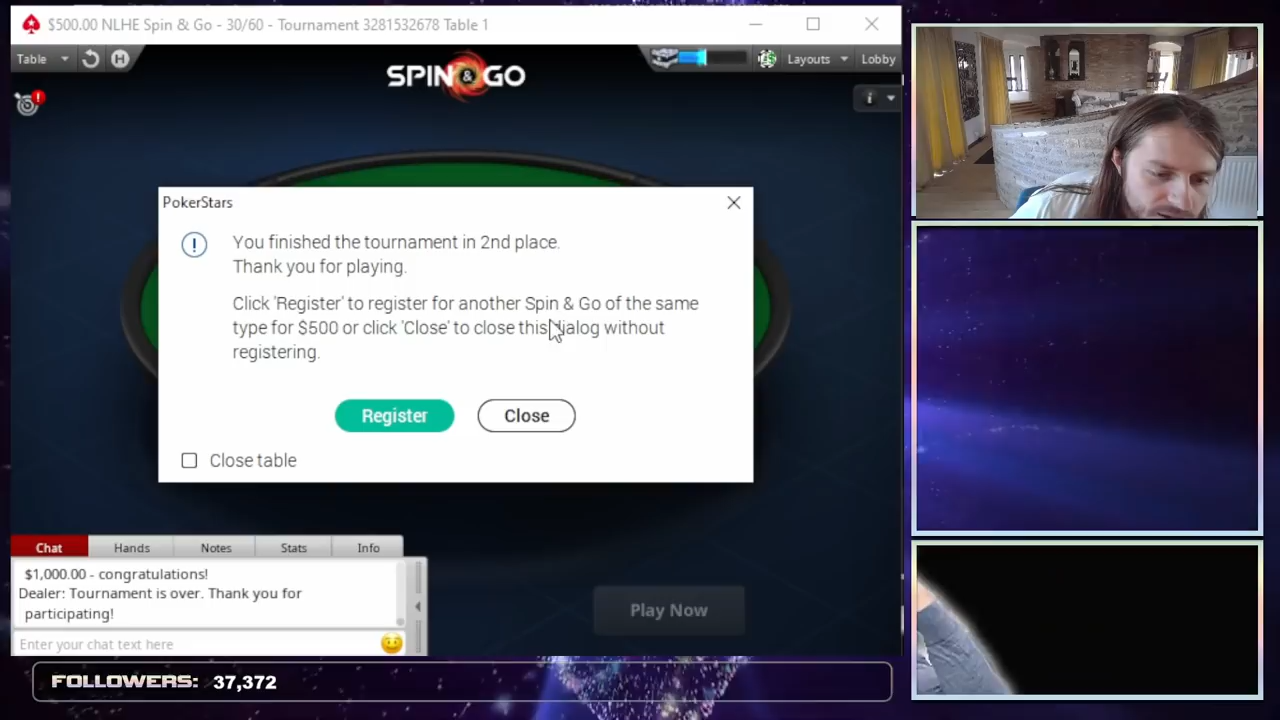 $500.00 NLHE Spin & Go - 30/60 - Tournament 3281532678 Table 1
Table
H
SPIN & GO
Layouts
Lobby
i
PokerStars
You finished the tournament in 2nd place.
Thank you for playing.
Click 'Register' to register for another Spin & Go of the same
type for $500 or click 'Close' to close this dialog without
registering.
Register
Close
Close table
Chat
Hands
Notes
Stats
Info
$1,000.00 - congratulations!
Dealer: Tournament is over. Thank you for
participating!
Enter your chat text here
Play Now
FOLLOWERS: 37,372